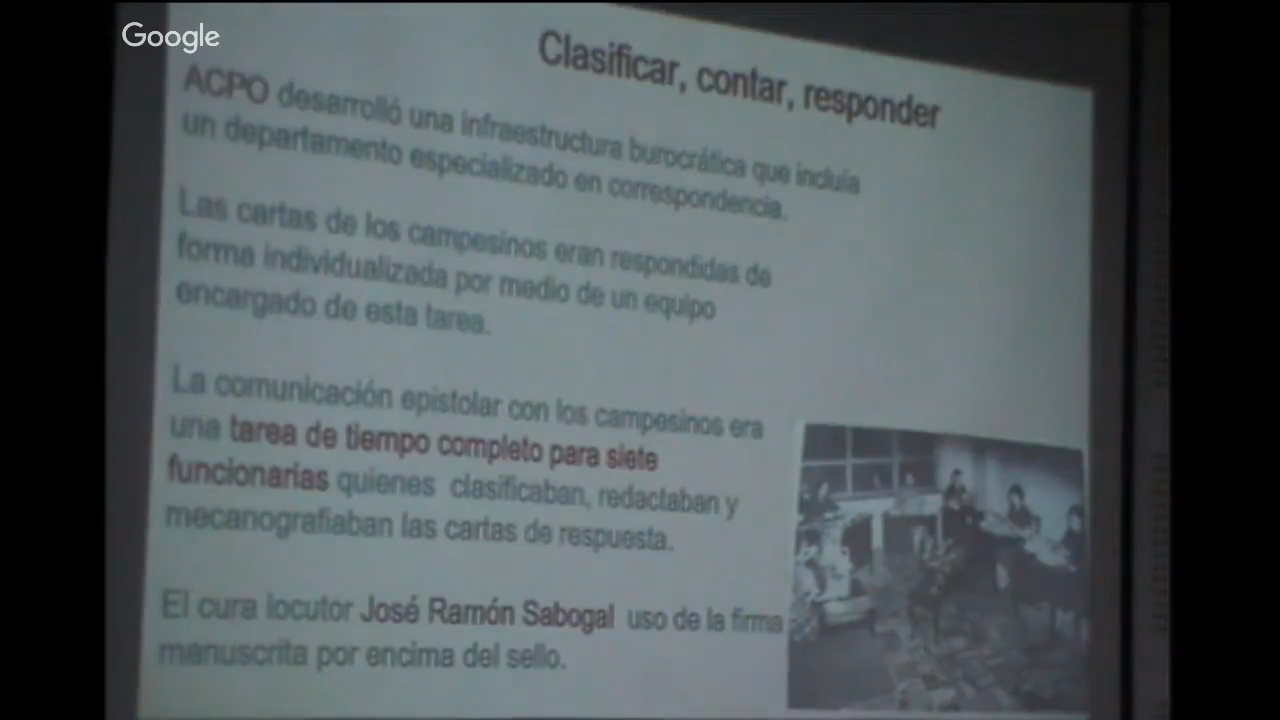 Google
Clasificar, contar, responder
ACPO desarrolló una infraestructura burocrática que incluía
un departamento especializado en correspondencia.
Las cartas de los campesinos eran respondidas de
forma individualizada por medio de un equipo
encargado de esta tarea.
La comunicación epistolar con los campesinos era
una tarea de tiempo completo para siete
funcionarias quienes clasificaban, redactaban y
mecanografiaban las cartas de respuesta.
El cura locutor José Ramón Sabogal uso de la firma
manuscrita por encima del sello.